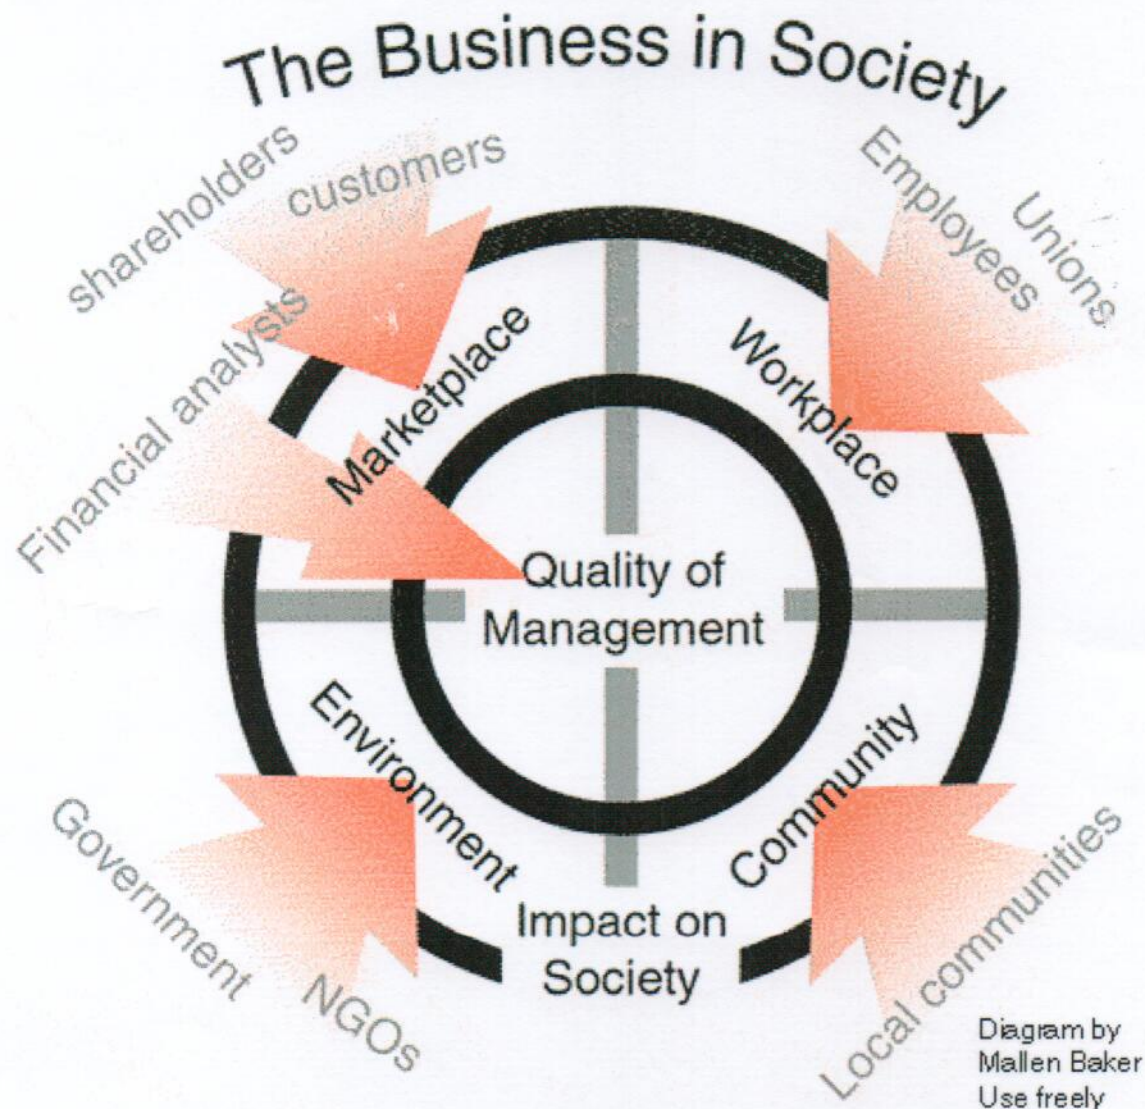 The Business in Society
shareholders
customers
Employees
Unions
Financial analysts
Marketplace
Workplace
Quality of
Management
Environment
Community
Impact on
Society
Government
NGOs
Local communities
Diagram by
Mallen Baker
Use freely